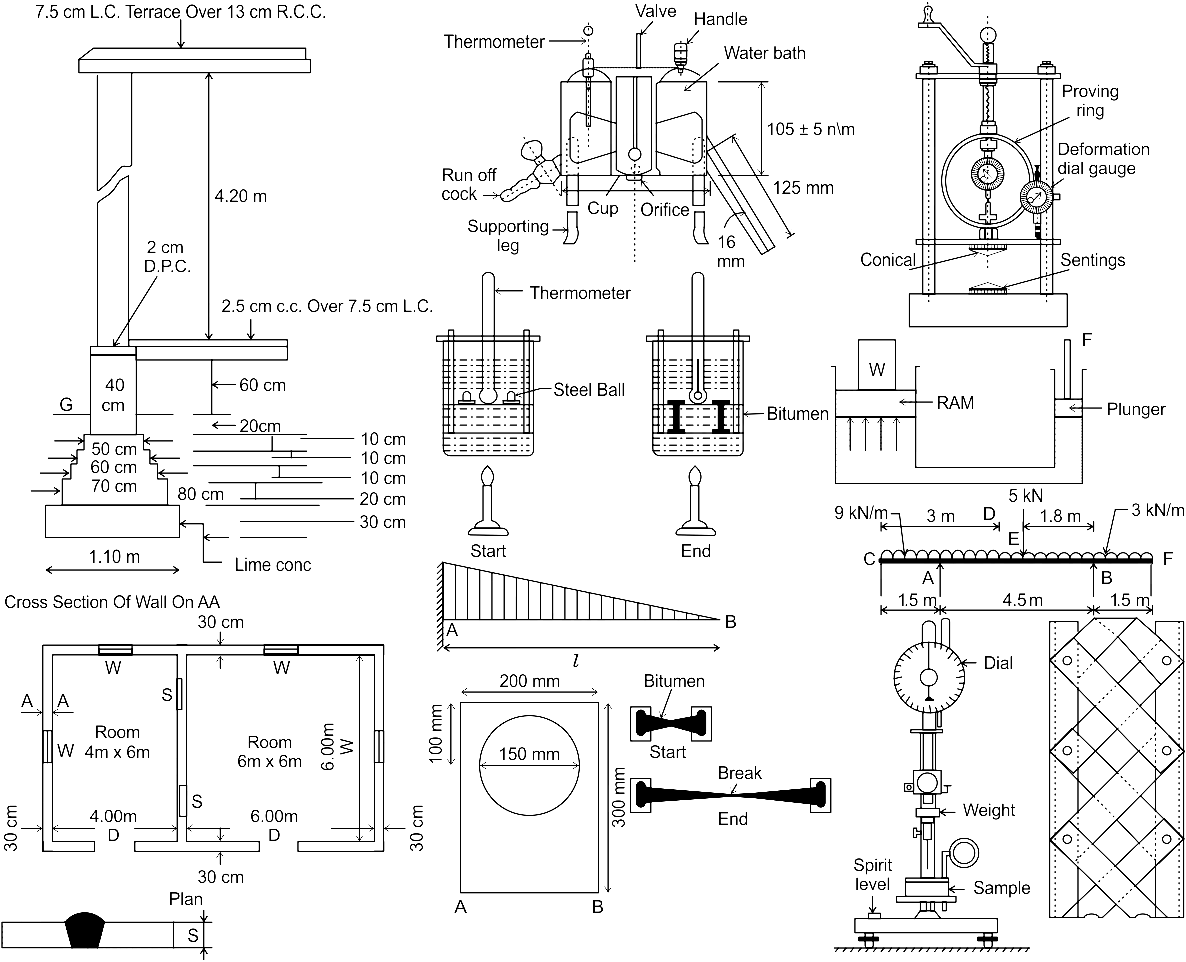 7.5 cm L.C. Terrace Over 13 cm R.C.C.
4.20 m
2 cm
D.P.C.
2.5 cm c.c. Over 7.5 cm L.C.
40
cm
60 cm
G
20cm
50 cm
60 cm
70 cm
80 cm
10 cm
10 cm
10 cm
20 cm
30 cm
1.10 m
Lime conc
Cross Section Of Wall On AA
30 cm
W
W
A
A
S
W
Room
4m x 6m
Room
6m x 6m
6.00m
W
S
4.00m
D
6.00m
D
30 cm
30 cm
30 cm
Plan
S
Thermometer
Valve
Handle
Water bath
105 ± 5 n\m
125 mm
Run off
cock
Cup
Orifice
Supporting
leg
16
mm
Thermometer
Steel Ball
Bitumen
Start
End
A
B
l
200 mm
100 mm
150 mm
300 mm
A
B
Bitumen
Start
Break
End
Proving
ring
Deformation
dial gauge
Conical
Sentings
W
F
RAM
Plunger
5 kN
9 kN/m
3 m
D
1.8 m
3 kN/m
E
C
F
A
B
1.5 m
4.5 m
1.5 m
Dial
Weight
Spirit
level
Sample